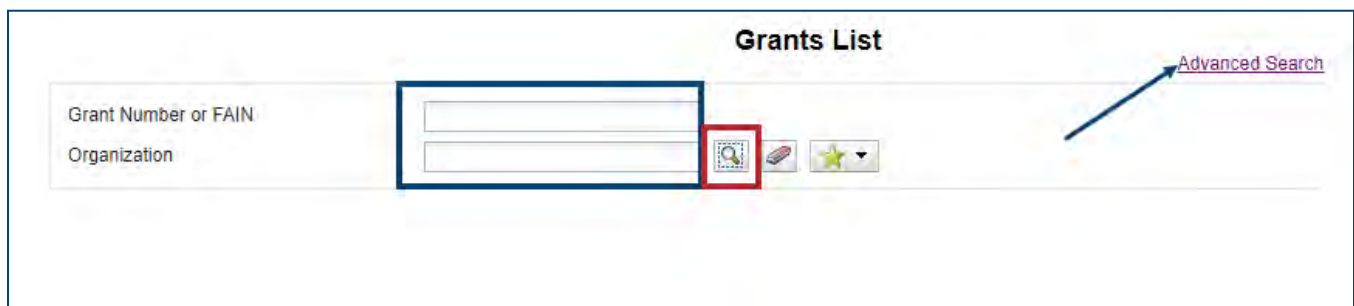 Grants List
Advanced Search
Grant Number or FAIN
Organization